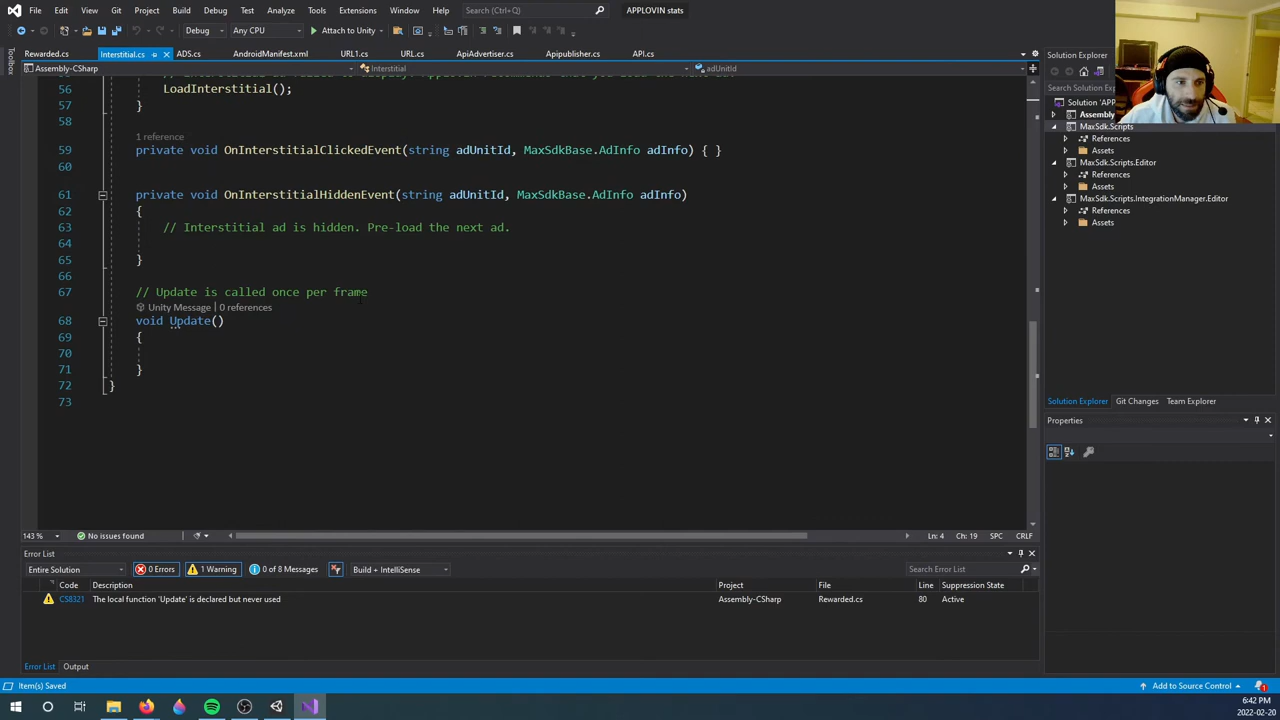 File Edit View Git Project Build Debug Test Analyze Tools Extensions Window Help Search (Ctrl+Q) APPLOVIN stats
Debug Any CPU Attach to Unity
Rewarded.cs Interstitial.cs ADS.cs AndroidManifest.xml URL1.cs URL.cs ApiAdvertiser.cs Apipublisher.cs API.cs
Assembly-CSharp Interstitial adUnitId
Toolbox
56 LoadInterstitial();
57 }
58
1 reference
59 private void OnInterstitialClickedEvent(string adUnitId, MaxSdkBase.AdInfo adInfo) { }
60
61 private void OnInterstitialHiddenEvent(string adUnitId, MaxSdkBase.AdInfo adInfo)
62 {
63 // Interstitial ad is hidden. Pre-load the next ad.
64
65 }
66
67 // Update is called once per frame
Unity Message | 0 references
68 void Update()
69 {
70
71 }
72 }
73
143 % No issues found Ln: 4 Ch: 19 SPC CRLF
Error List
Entire Solution 0 Errors 1 Warning 0 of 8 Messages Build + IntelliSense Search Error List
Code Description Project File Line Suppression State
CS8321 The local function 'Update' is declared but never used Assembly-CSharp Rewarded.cs 80 Active
Error List Output
Solution Explorer
Search Solution Explorer
Solution 'APP
Assembly
MaxSdk.Scripts
References
Assets
MaxSdk.Scripts.Editor
References
Assets
MaxSdk.Scripts.IntegrationManager.Editor
References
Assets
Solution Explorer Git Changes Team Explorer
Properties
Item(s) Saved Add to Source Control 1
6:42 PM
2022-02-20